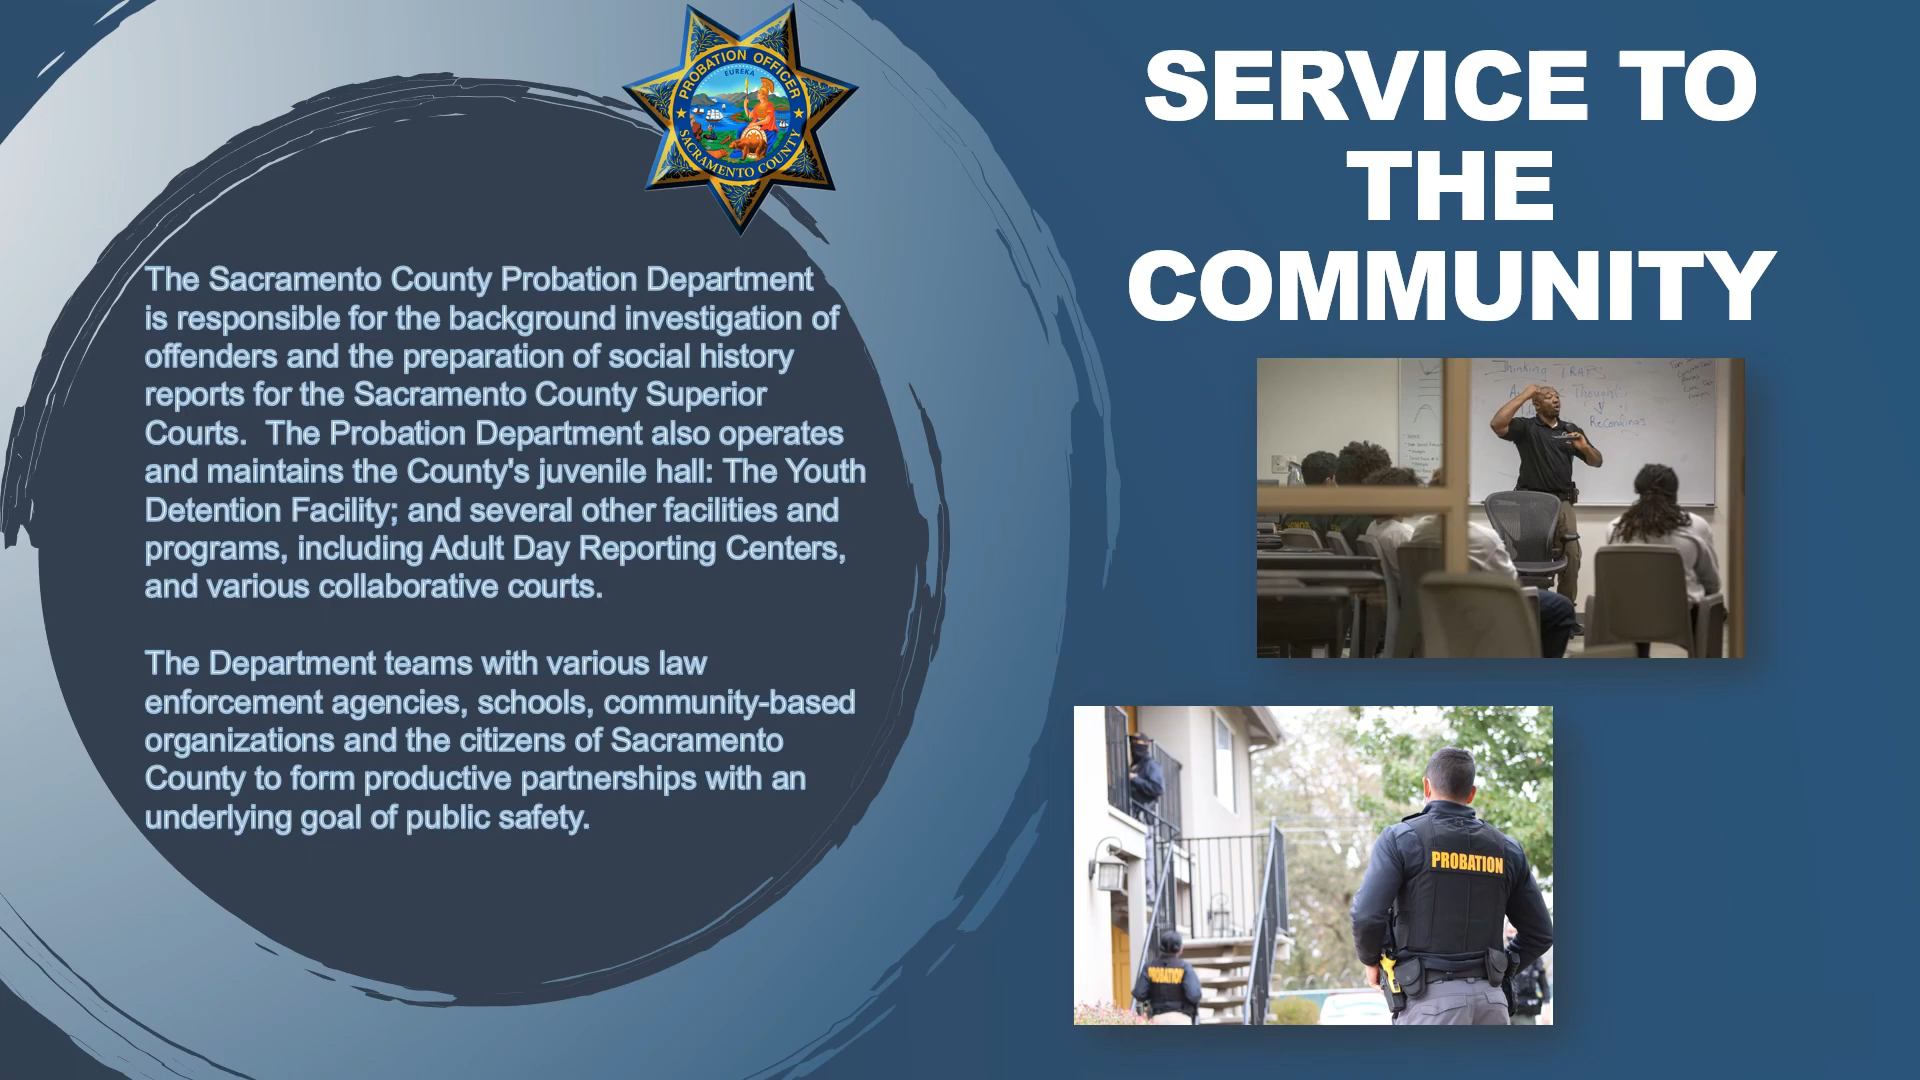 PROBATION OFFICER
EUREKA
SACRAMENTO COUNTY
SERVICE TO
THE
COMMUNITY
The Sacramento County Probation Department
is responsible for the background investigation of
offenders and the preparation of social history
reports for the Sacramento County Superior
Courts.  The Probation Department also operates
and maintains the County's juvenile hall: The Youth
Detention Facility; and several other facilities and
programs, including Adult Day Reporting Centers,
and various collaborative courts.
The Department teams with various law
enforcement agencies, schools, community-based
organizations and the citizens of Sacramento
County to form productive partnerships with an
underlying goal of public safety.
Thinking TRAPS
Thought
Recordings
PROBATION
PROBATION